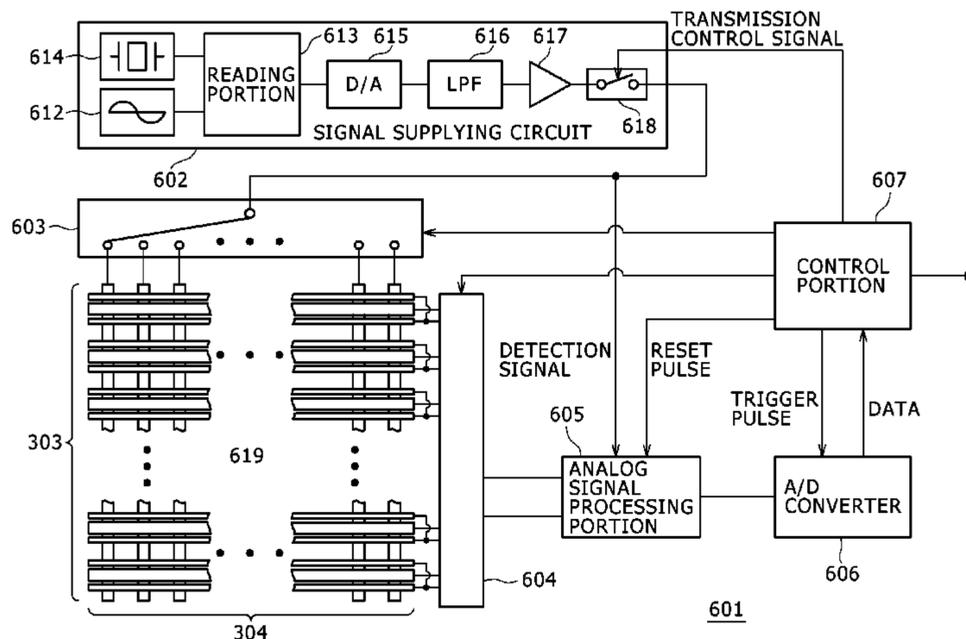 TRANSMISSION
CONTROL SIGNAL
613
615
616
617
614
READING
PORTION
D/A
LPF
612
618
SIGNAL SUPPLYING CIRCUIT
602
607
603
CONTROL
PORTION
DETECTION
SIGNAL
RESET
PULSE
TRIGGER
PULSE
DATA
303
619
605
ANALOG
SIGNAL
PROCESSING
PORTION
A/D
CONVERTER
604
606
601
304